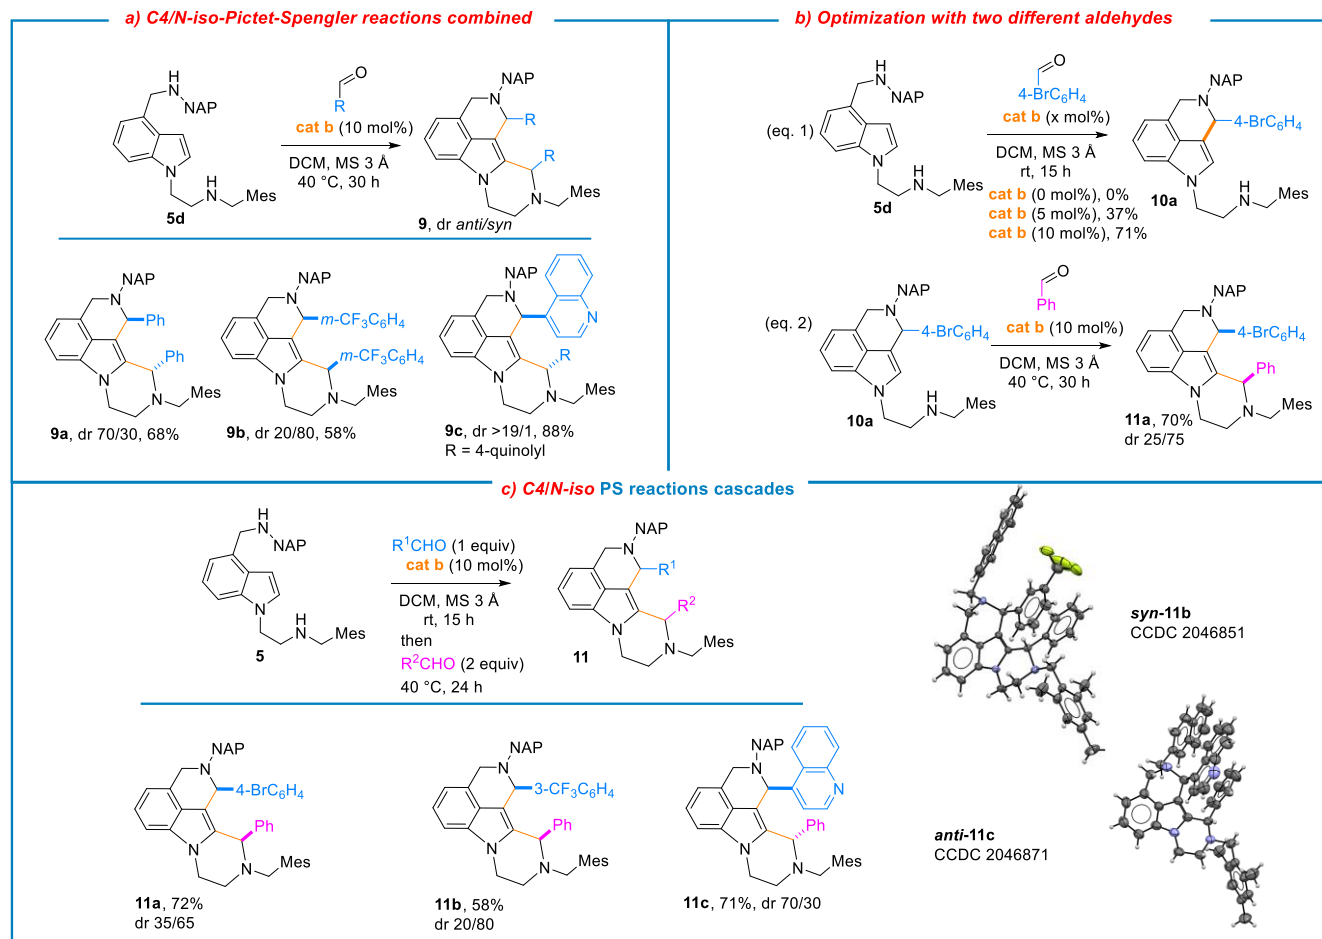 a) C4/N-iso-Pictet-Spengler reactions combined
H
N
NAP
N
H
N
Mes
5d
O
R
cat b (10 mol%)
DCM, MS 3 Å
40 °C, 30 h
NAP
N
R
R
N
N
Mes
9, dr anti/syn
NAP
N
Ph
Ph
N
N
Mes
9a, dr 70/30, 68%
NAP
N
m-CF3C6H4
m-CF3C6H4
N
N
Mes
9b, dr 20/80, 58%
NAP
N
N
R
N
N
Mes
9c, dr >19/1, 88%
R = 4-quinolyl
b) Optimization with two different aldehydes
(eq. 1)
H
N
NAP
N
H
N
Mes
5d
O
4-BrC6H4
cat b (x mol%)
DCM, MS 3 Å
rt, 15 h
cat b (0 mol%), 0%
cat b (5 mol%), 37%
cat b (10 mol%), 71%
NAP
N
4-BrC6H4
N
H
N
Mes
10a
(eq. 2)
NAP
N
4-BrC6H4
N
H
N
Mes
10a
O
Ph
cat b (10 mol%)
DCM, MS 3 Å
40 °C, 30 h
NAP
N
4-BrC6H4
Ph
N
N
Mes
11a, 70%
dr 25/75
c) C4/N-iso PS reactions cascades
H
N
NAP
N
H
N
Mes
5
R1CHO (1 equiv)
cat b (10 mol%)
DCM, MS 3 Å
rt, 15 h
then
R2CHO (2 equiv)
40 °C, 24 h
NAP
N
R1
R2
N
N
Mes
11
syn-11b
CCDC 2046851
anti-11c
CCDC 2046871
NAP
N
4-BrC6H4
Ph
N
N
Mes
11a, 72%
dr 35/65
NAP
N
3-CF3C6H4
Ph
N
N
Mes
11b, 58%
dr 20/80
NAP
N
N
Ph
N
N
Mes
11c, 71%, dr 70/30